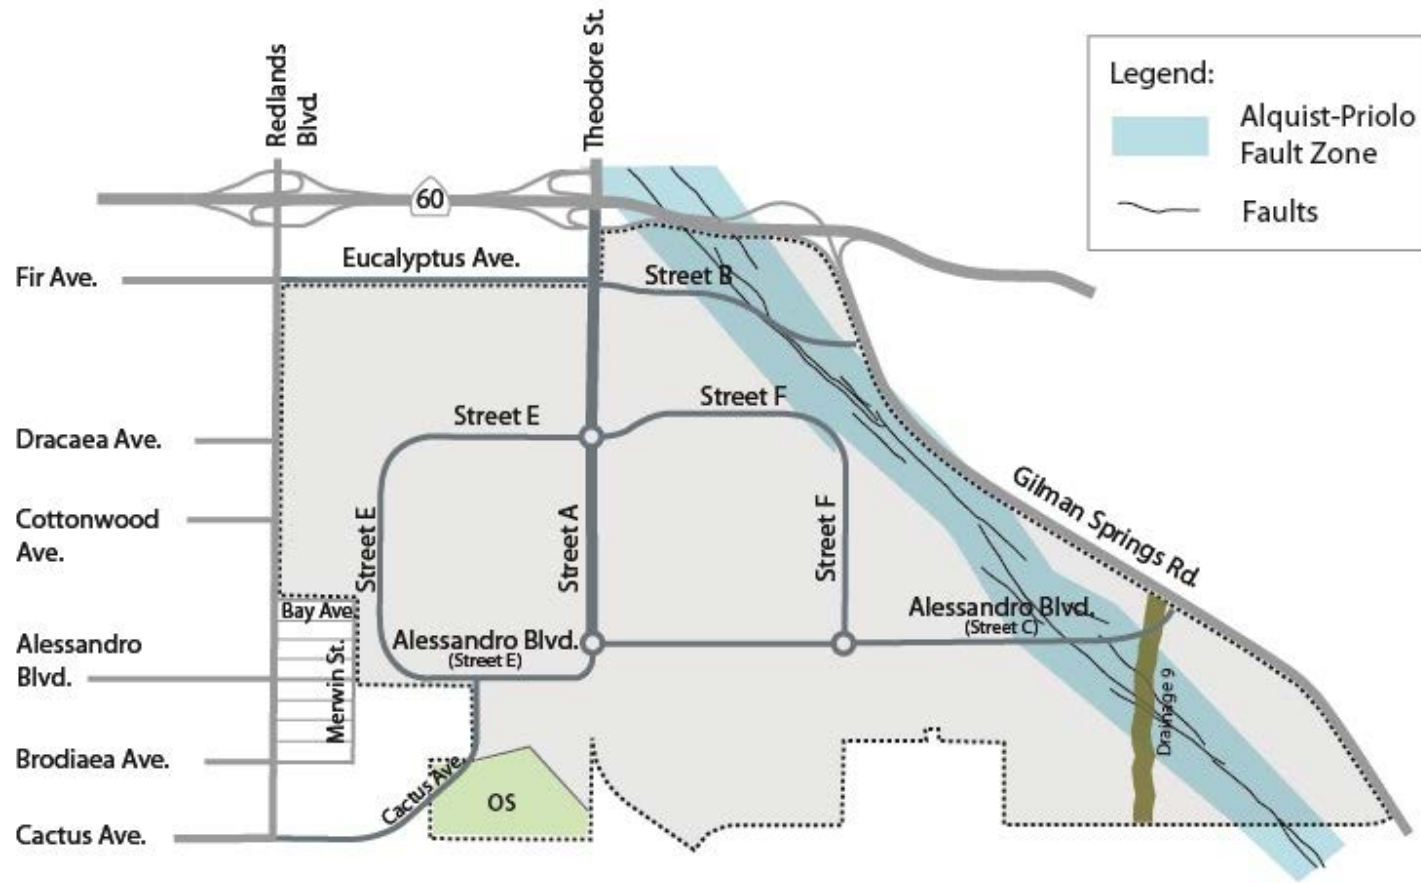 Redlands
Blvd.
Theodore St.
Legend:
Alquist-Priolo
Fault Zone
Faults
60
Eucalyptus Ave.
Fir Ave.
Street B
Street E
Street F
Dracaea Ave.
Cottonwood
Ave.
Street E
Street A
Street F
Gilman Springs Rd.
Bay Ave
Alessandro Blvd.
(Street C)
Alessandro
Blvd.
Merwin St.
Alessandro Blvd.
(Street E)
Drainage 9
Brodiaea Ave.
Cactus Ave.
OS
Cactus Ave.